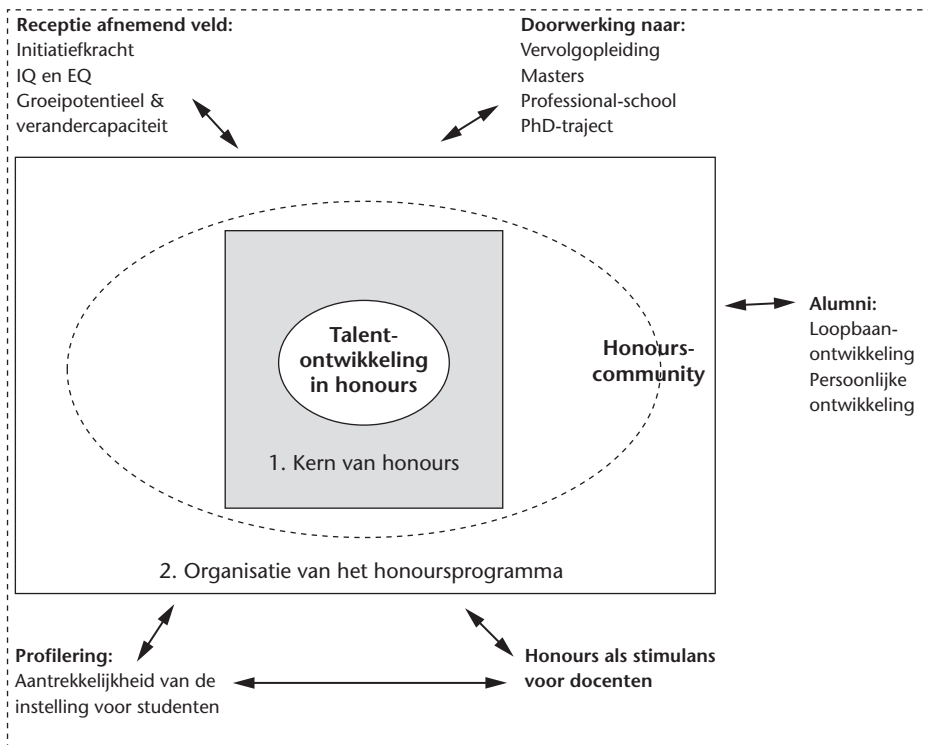 Receptie afnemend veld:
Initiatiefkracht
IQ en EQ
Groeipotentieel &
verandercapaciteit
Doorwerking naar:
Vervolgopleiding
Masters
Professional-school
PhD-traject
Talent-
ontwikkeling
in honours
1. Kern van honours
Honours-
community
2. Organisatie van het honoursprogramma
Alumni:
Loopbaan-
ontwikkeling
Persoonlijke
ontwikkeling
Profilering:
Aantrekkelijkheid van de
instelling voor studenten
Honours als stimulans
voor docenten